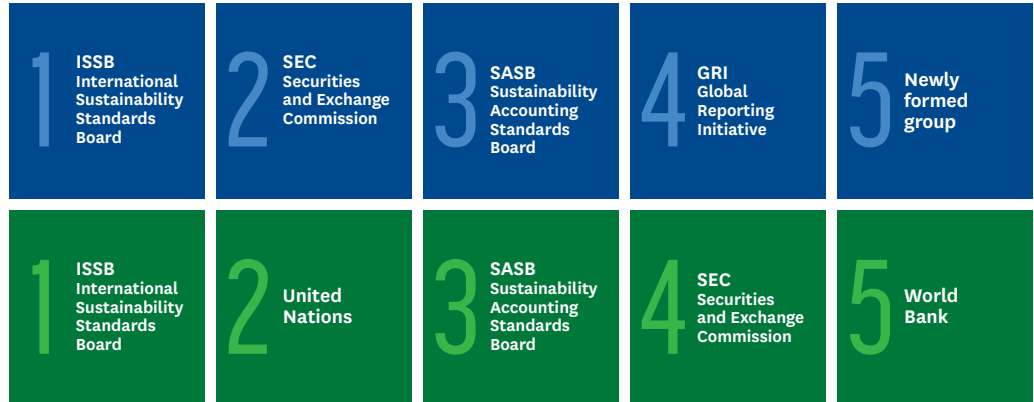 1
ISSB
International
Sustainability
Standards
Board
2
SEC
Securities
and Exchange
Commission
3
SASB
Sustainability
Accounting
Standards
Board
4
GRI
Global
Reporting
Initiative
5
Newly
formed
group
1
ISSB
International
Sustainability
Standards
Board
2
United
Nations
3
SASB
Sustainability
Accounting
Standards
Board
4
SEC
Securities
and Exchange
Commission
5
World
Bank